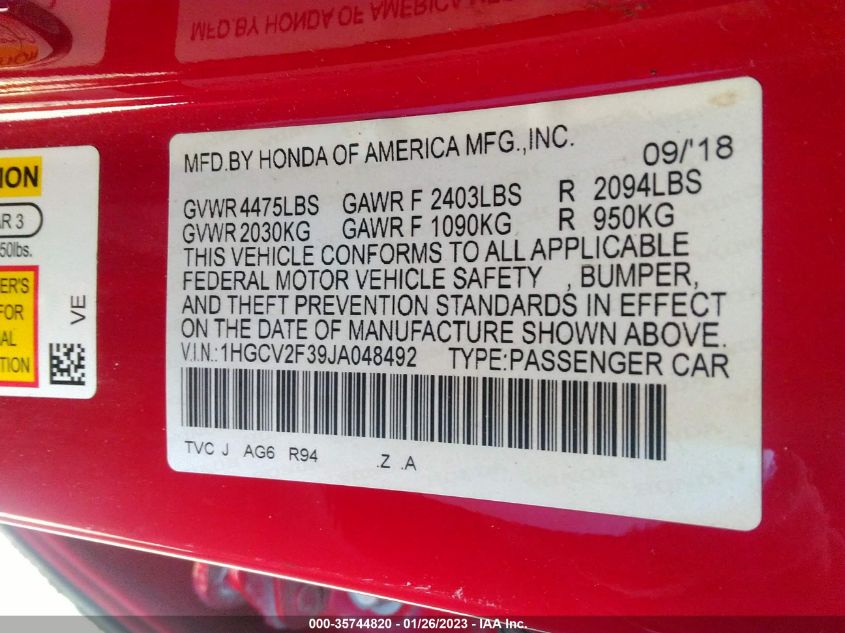 MFD.BY HONDA OF AMERICA MFG.,INC. 09/'18
GVWR 4475LBS GAWR F 2403LBS R 2094LBS
GVWR 2030KG GAWR F 1090KG R 950KG
THIS VEHICLE CONFORMS TO ALL APPLICABLE
FEDERAL MOTOR VEHICLE SAFETY , BUMPER,
AND THEFT PREVENTION STANDARDS IN EFFECT
ON THE DATE OF MANUFACTURE SHOWN ABOVE.
V.I.N.:1HGCV2F39JA048492 TYPE:PASSENGER CAR
TVC J AG6 R94 .Z .A
ION
AR 3
50lbs.
ER'S
FOR
AL
TION
VE
MFD BY HONDA OF AMERICA
000-35744820 - 01/26/2023 - IAA Inc.